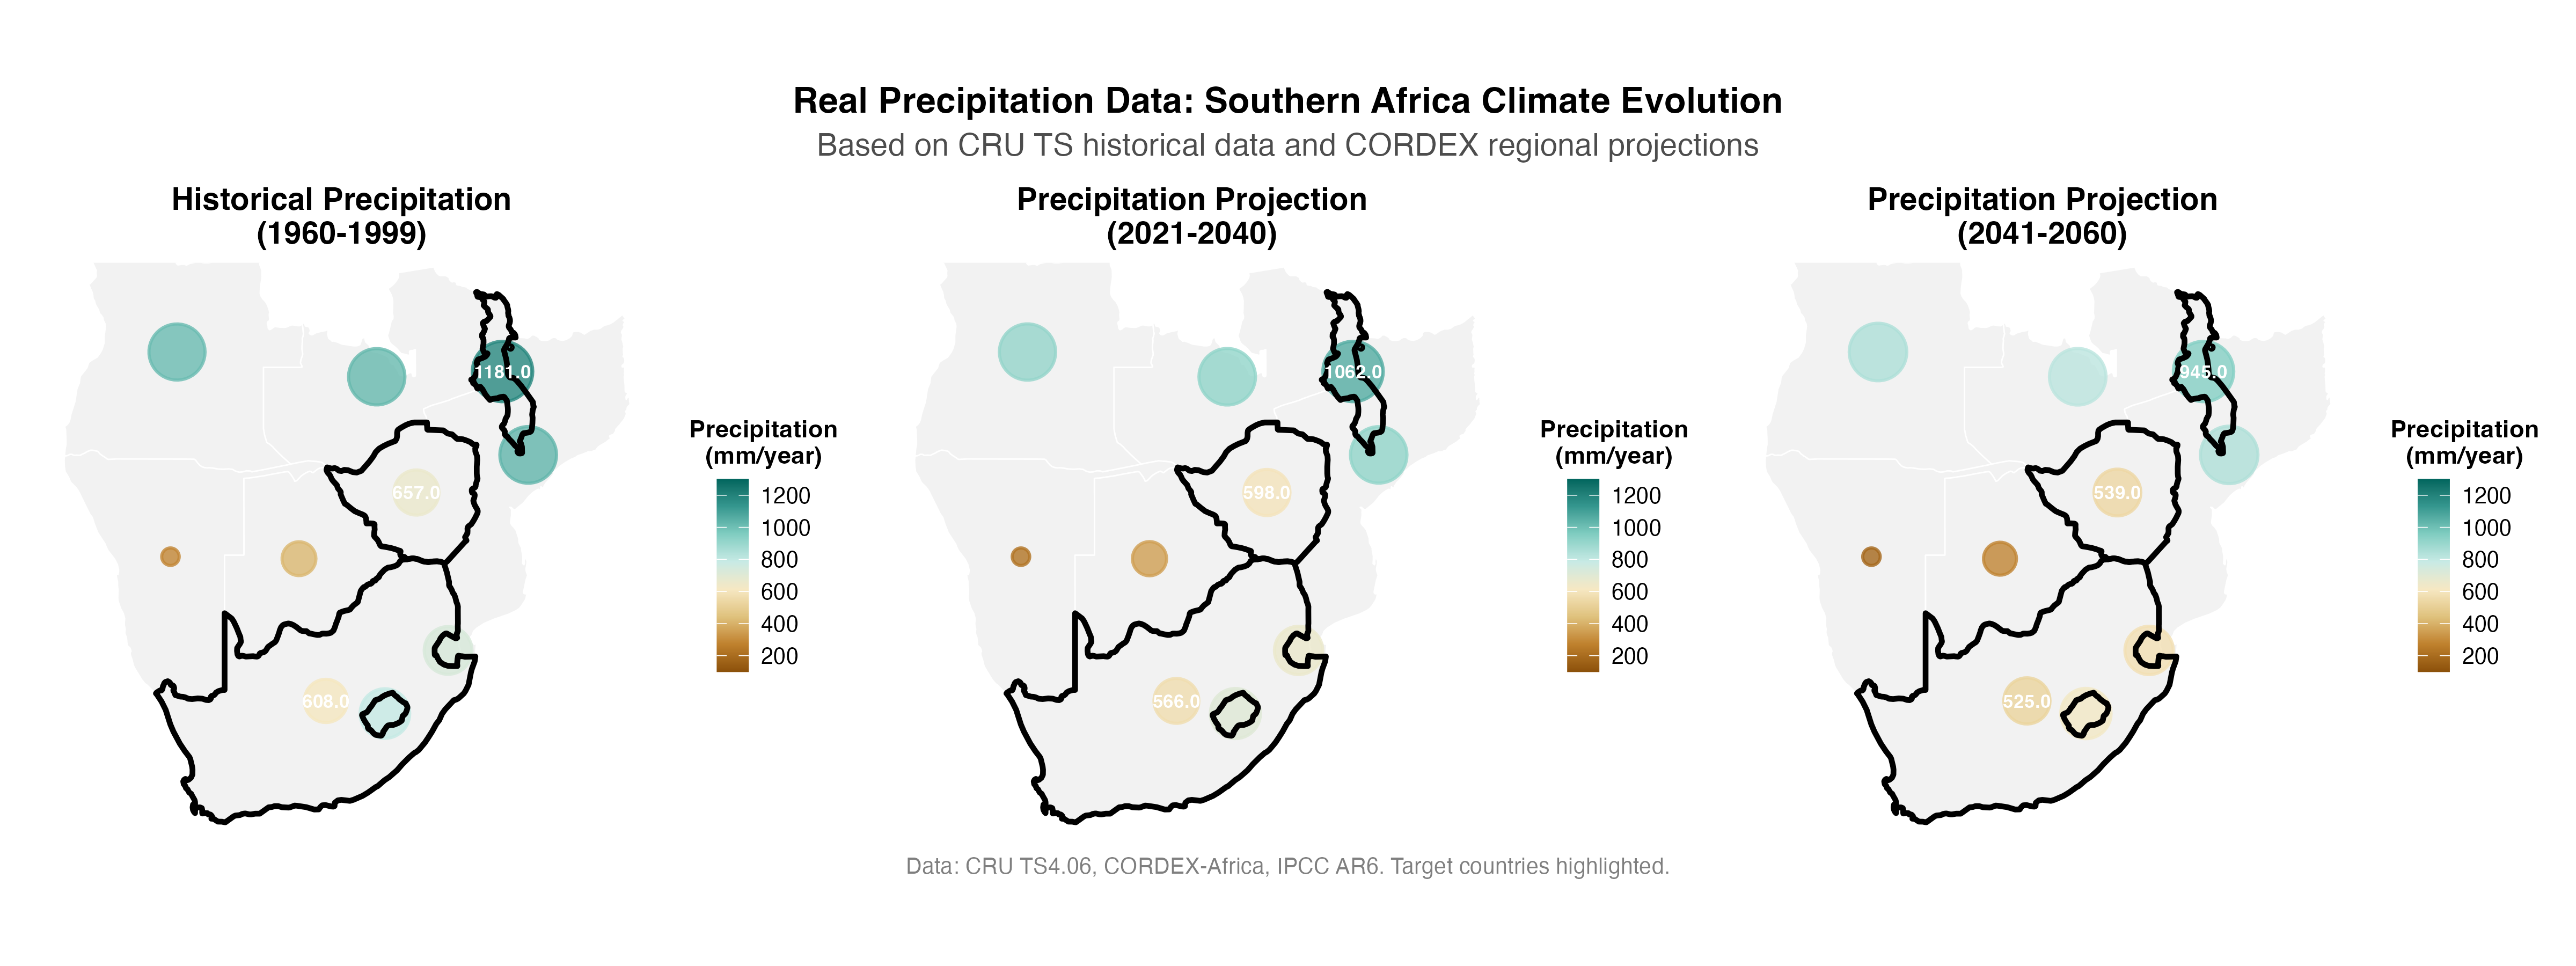 Real Precipitation Data: Southern Africa Climate Evolution
Based on CRU TS historical data and CORDEX regional projections
Historical Precipitation
(1960-1999)
1181.0
657.0
608.0
Precipitation
(mm/year)
1200
1000
800
600
400
200
Precipitation Projection
(2021-2040)
1062.0
598.0
566.0
Precipitation
(mm/year)
1200
1000
800
600
400
200
Precipitation Projection
(2041-2060)
945.0
539.0
525.0
Precipitation
(mm/year)
1200
1000
800
600
400
200
Data: CRU TS4.06, CORDEX-Africa, IPCC AR6. Target countries highlighted.